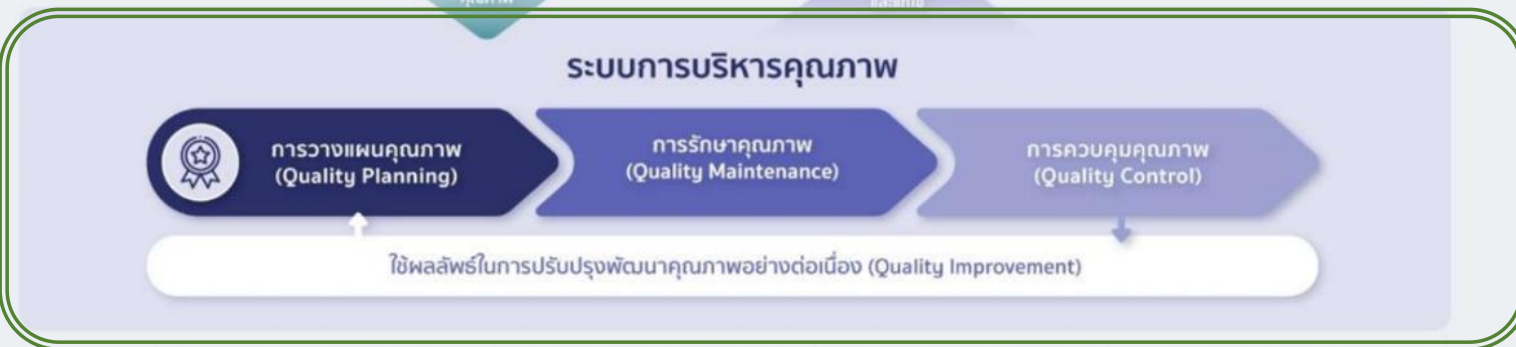 คุณภาพ
ระบบการบริหารคุณภาพ
การวางแผนคุณภาพ
(Quality Planning)
การรักษาคุณภาพ
(Quality Maintenance)
การควบคุมคุณภาพ
(Quality Control)
ใช้ผลลัพธ์ในการปรับปรุงพัฒนาคุณภาพอย่างต่อเนื่อง (Quality Improvement)